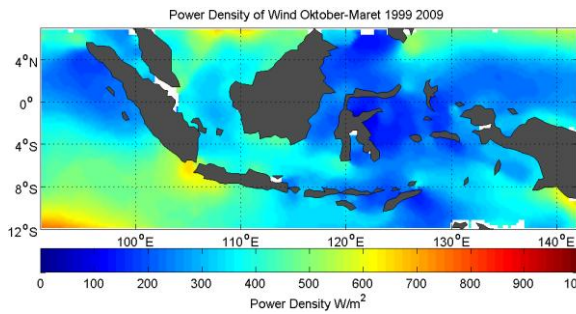 Power Density of Wind Oktober-Maret 1999 2009
4°N
0°
4°S
8°S
12°S
100°E 110°E 120°E 130°E 140°E
0 100 200 300 400 500 600 700 800 900 100
Power Density W/m²